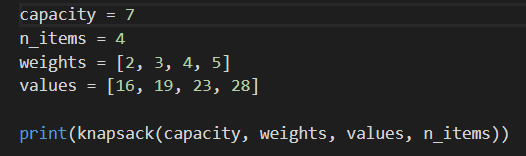 capacity = 7
n_items = 4
weights = [2, 3, 4, 5]
values = [16, 19, 23, 28]
print(knapsack(capacity, weights, values, n_items))